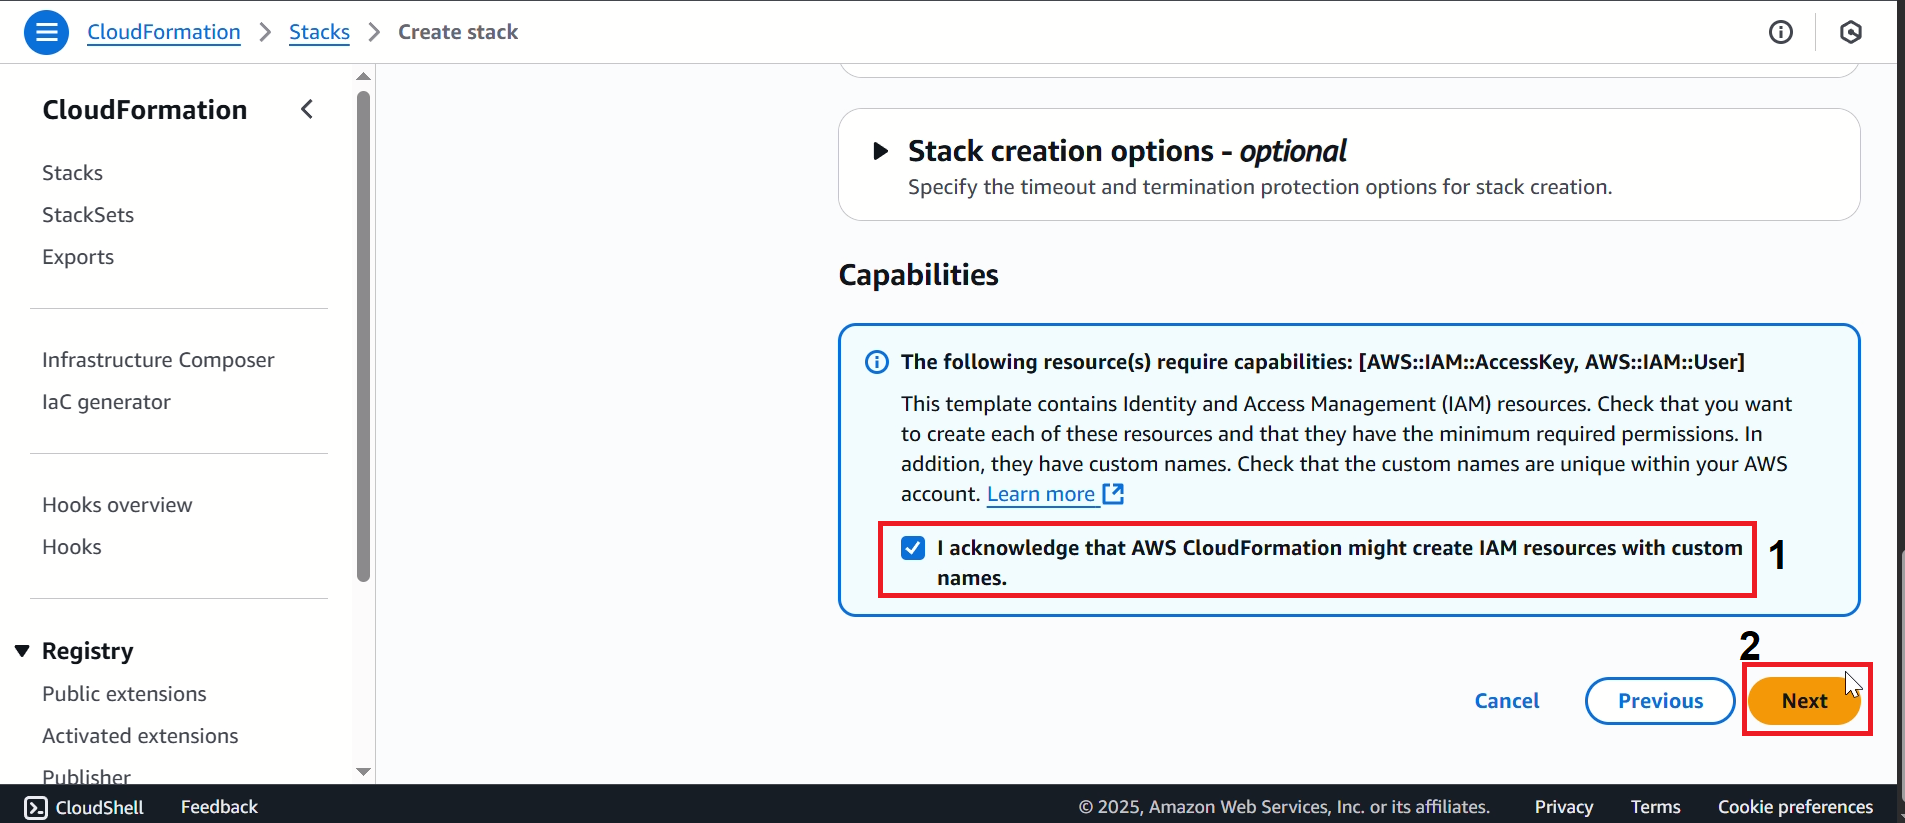 CloudFormation > Stacks > Create stack
CloudFormation
Stacks
StackSets
Exports
Infrastructure Composer
IaC generator
Hooks overview
Hooks
Registry
Public extensions
Activated extensions
Publisher
Stack creation options - optional
Specify the timeout and termination protection options for stack creation.
Capabilities
The following resource(s) require capabilities: [AWS::IAM::AccessKey, AWS::IAM::User]
This template contains Identity and Access Management (IAM) resources. Check that you want
to create each of these resources and that they have the minimum required permissions. In
addition, they have custom names. Check that the custom names are unique within your AWS
account. Learn more
I acknowledge that AWS CloudFormation might create IAM resources with custom
names.
1
2
Cancel
Previous
Next
CloudShell
Feedback
© 2025, Amazon Web Services, Inc. or its affiliates.
Privacy
Terms
Cookie preferences